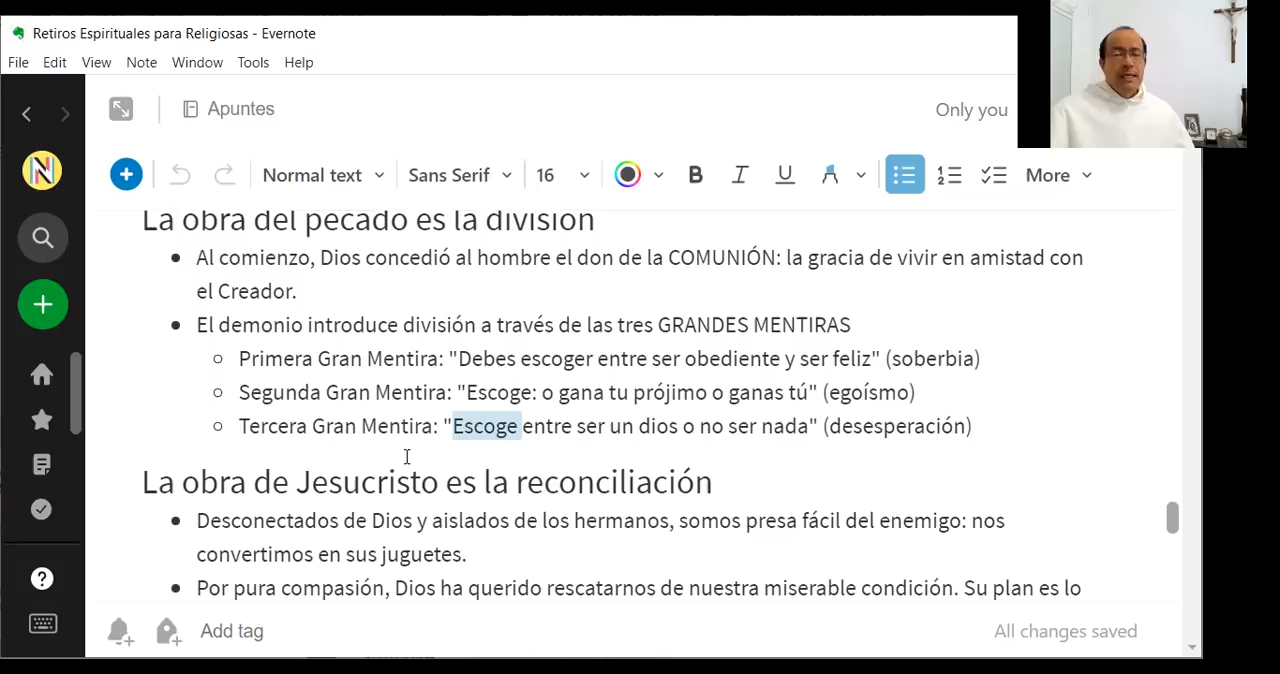 Retiros Espirituales para Religiosas - Evernote
File Edit View Note Window Tools Help
Apuntes
Only you
Normal text
Sans Serif
16
B I U
More
La obra del pecado es la división
Al comienzo, Dios concedió al hombre el don de la COMUNIÓN: la gracia de vivir en amistad con
el Creador.
El demonio introduce división a través de las tres GRANDES MENTIRAS
Primera Gran Mentira: "Debes escoger entre ser obediente y ser feliz" (soberbia)
Segunda Gran Mentira: "Escoge: o gana tu prójimo o ganas tú" (egoísmo)
Tercera Gran Mentira: "Escoge entre ser un dios o no ser nada" (desesperación)
La obra de Jesucristo es la reconciliación
Desconectados de Dios y aislados de los hermanos, somos presa fácil del enemigo: nos
convertimos en sus juguetes.
Por pura compasión, Dios ha querido rescatarnos de nuestra miserable condición. Su plan es lo
Add tag
All changes saved